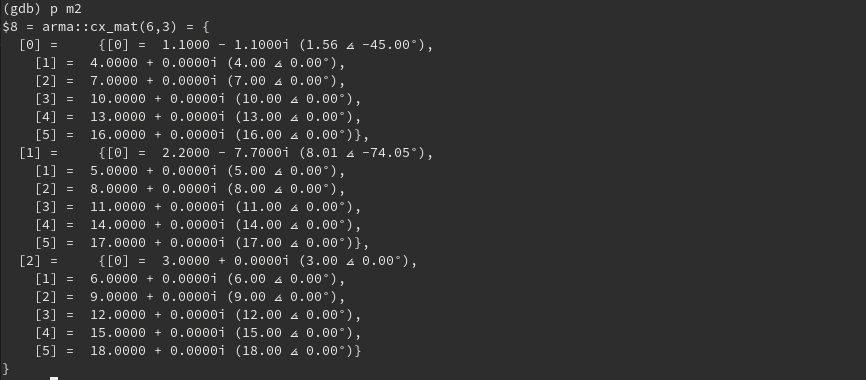 (gdb) p m2
$8 = arma::cx_mat(6,3) = {
  [0] =     {[0] =  1.1000 - 1.1000i (1.56 ∡ -45.00°),
    [1] =  4.0000 + 0.0000i (4.00 ∡ 0.00°),
    [2] =  7.0000 + 0.0000i (7.00 ∡ 0.00°),
    [3] =  10.0000 + 0.0000i (10.00 ∡ 0.00°),
    [4] =  13.0000 + 0.0000i (13.00 ∡ 0.00°),
    [5] =  16.0000 + 0.0000i (16.00 ∡ 0.00°)},
  [1] =     {[0] =  2.2000 - 7.7000i (8.01 ∡ -74.05°),
    [1] =  5.0000 + 0.0000i (5.00 ∡ 0.00°),
    [2] =  8.0000 + 0.0000i (8.00 ∡ 0.00°),
    [3] =  11.0000 + 0.0000i (11.00 ∡ 0.00°),
    [4] =  14.0000 + 0.0000i (14.00 ∡ 0.00°),
    [5] =  17.0000 + 0.0000i (17.00 ∡ 0.00°)},
  [2] =     {[0] =  3.0000 + 0.0000i (3.00 ∡ 0.00°),
    [1] =  6.0000 + 0.0000i (6.00 ∡ 0.00°),
    [2] =  9.0000 + 0.0000i (9.00 ∡ 0.00°),
    [3] =  12.0000 + 0.0000i (12.00 ∡ 0.00°),
    [4] =  15.0000 + 0.0000i (15.00 ∡ 0.00°),
    [5] =  18.0000 + 0.0000i (18.00 ∡ 0.00°)}
}